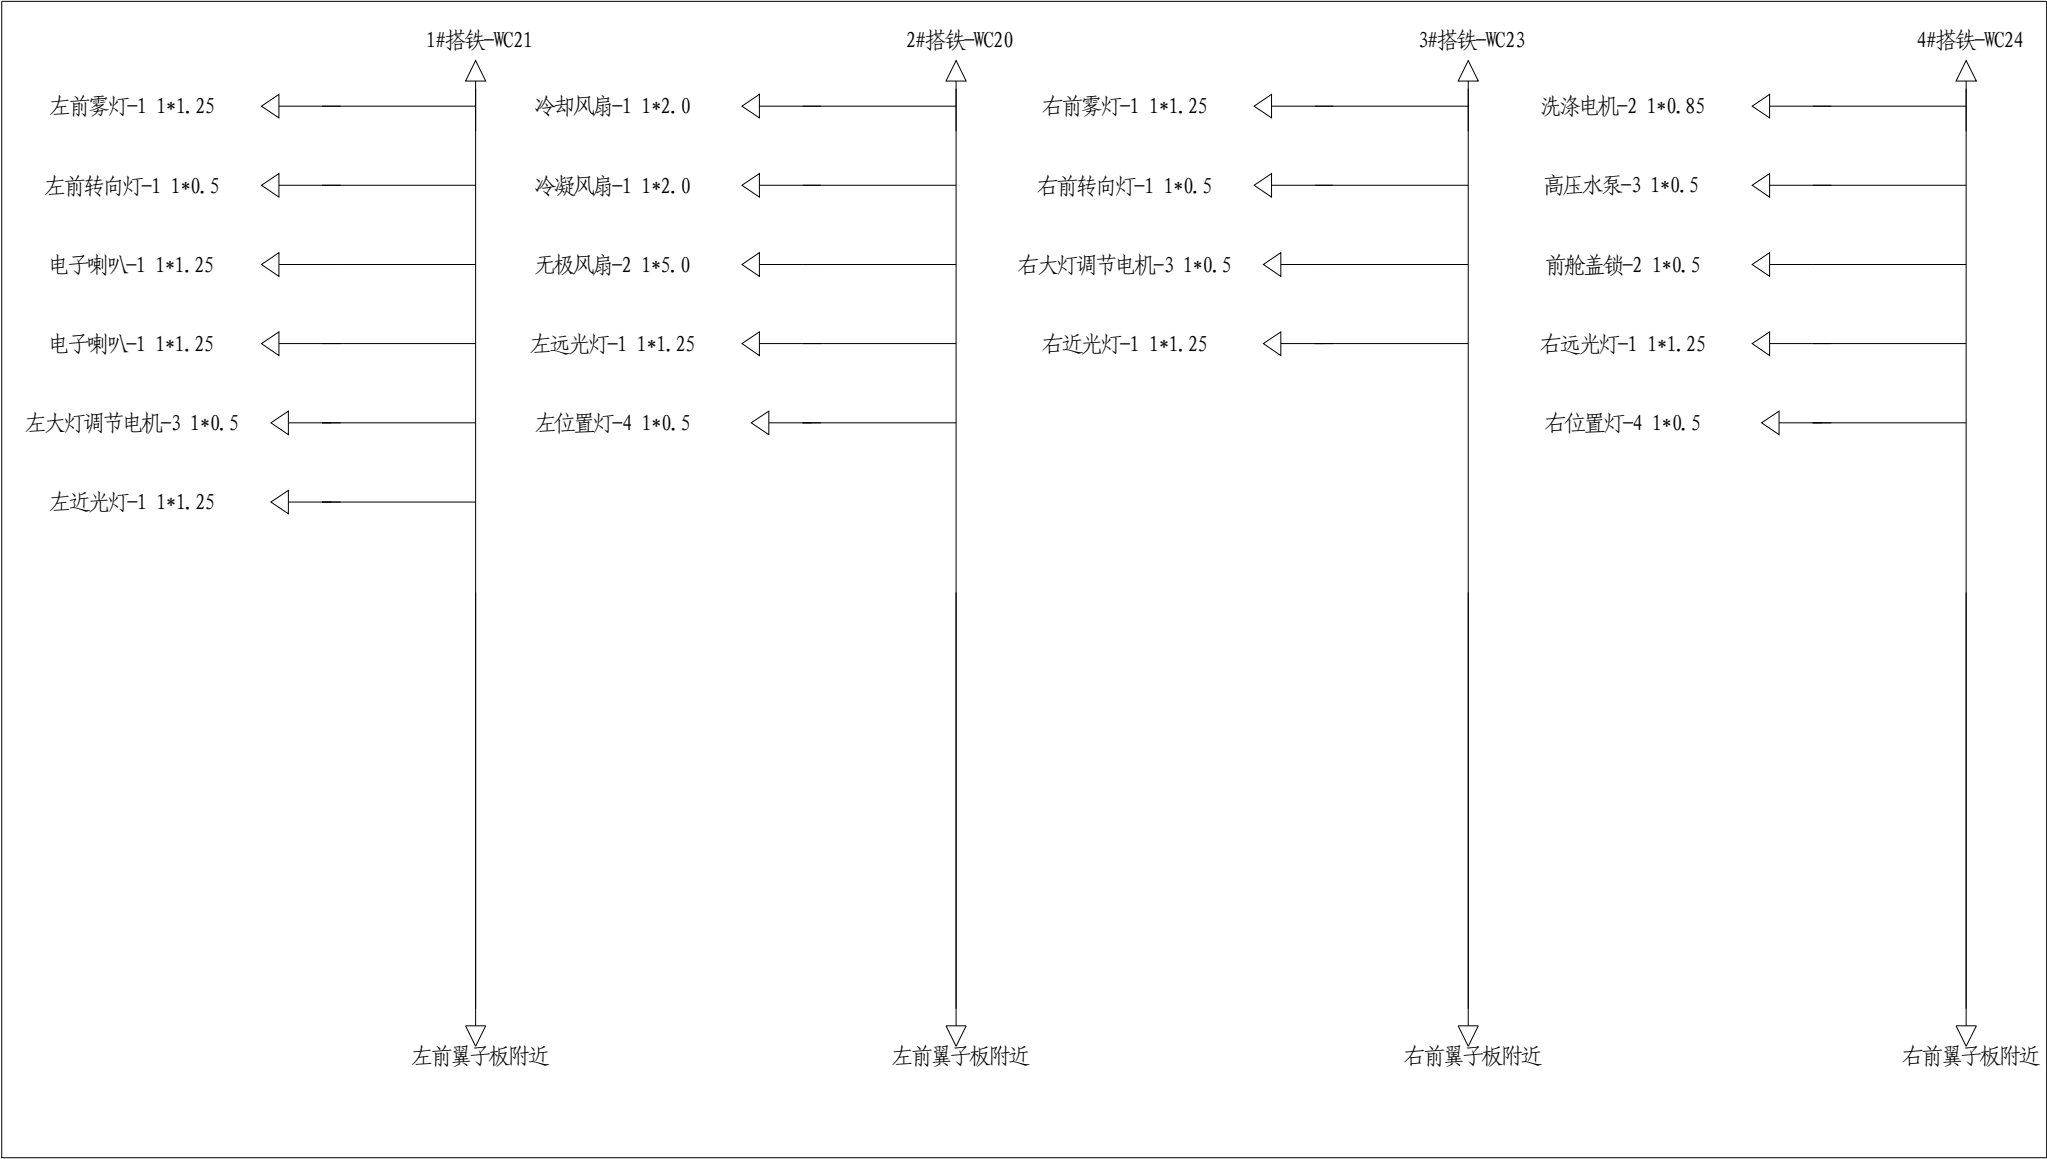 1#搭铁-WC21
2#搭铁-WC20
3#搭铁-WC23
4#搭铁-WC24
左前雾灯-1 1*1.25
冷却风扇-1 1*2.0
右前雾灯-1 1*1.25
洗涤电机-2 1*0.85
左前转向灯-1 1*0.5
冷凝风扇-1 1*2.0
右前转向灯-1 1*0.5
高压水泵-3 1*0.5
电子喇叭-1 1*1.25
无极风扇-2 1*5.0
右大灯调节电机-3 1*0.5
前舱盖锁-2 1*0.5
电子喇叭-1 1*1.25
左远光灯-1 1*1.25
右近光灯-1 1*1.25
右远光灯-1 1*1.25
左大灯调节电机-3 1*0.5
左位置灯-4 1*0.5
右位置灯-4 1*0.5
左近光灯-1 1*1.25
左前翼子板附近
左前翼子板附近
右前翼子板附近
右前翼子板附近